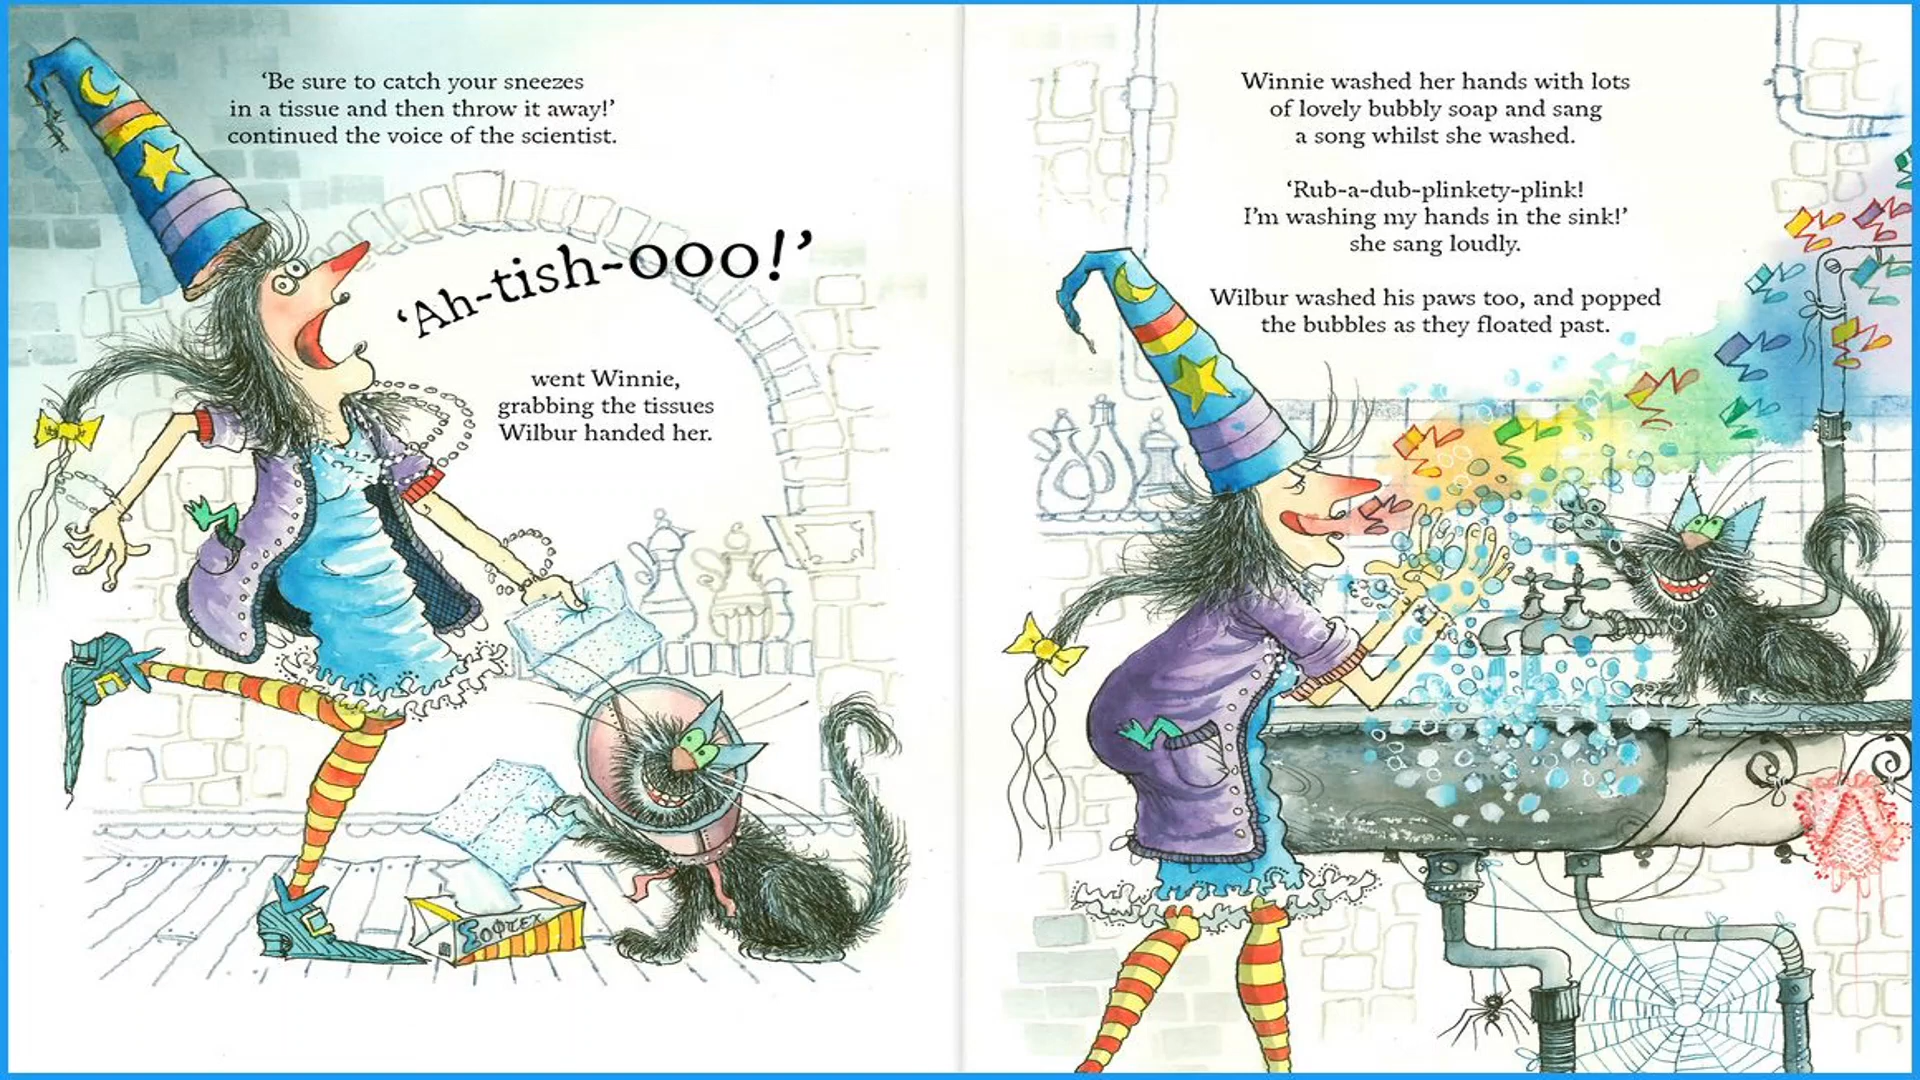 ‘Be sure to catch your sneezes
in a tissue and then throw it away!’
continued the voice of the scientist.
‘Ah-tish-ooo!’
went Winnie,
grabbing the tissues
Wilbur handed her.
ΣΟΦΤΕΧ
Winnie washed her hands with lots
of lovely bubbly soap and sang
a song whilst she washed.
‘Rub-a-dub-plinkety-plink!
I’m washing my hands in the sink!’
she sang loudly.
Wilbur washed his paws too, and popped
the bubbles as they floated past.